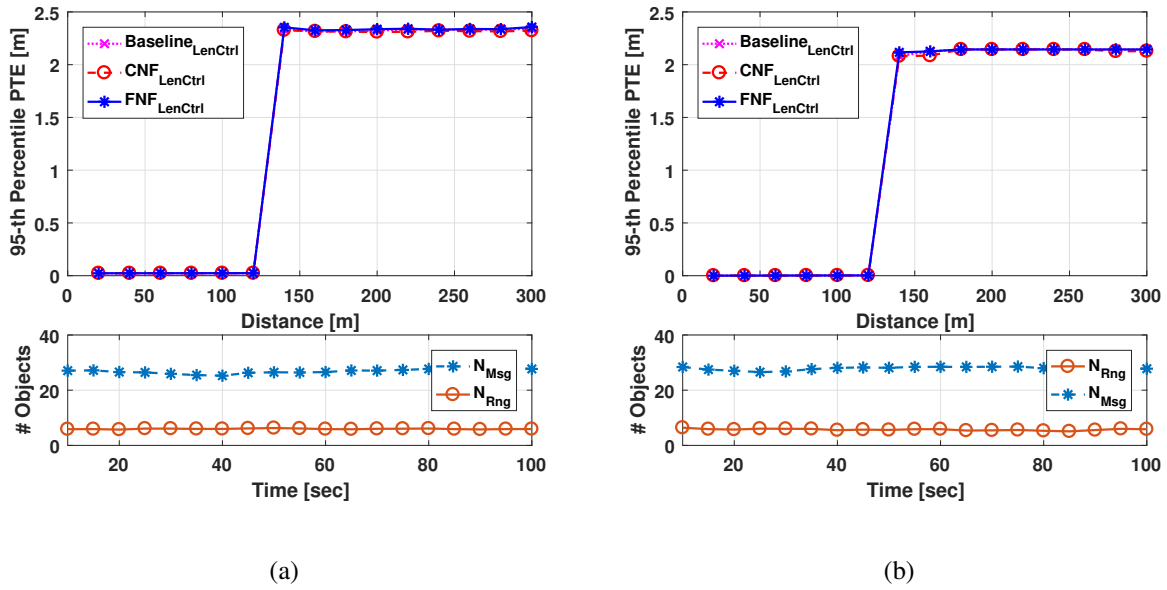 2.5
2
1.5
1
0.5
0
95-th Percentile PTE [m]
Baseline_LenCtrl
CNF_LenCtrl
FNF_LenCtrl
0 50 100 150 200 250 300
Distance [m]
40
20
0
# Objects
N_Msg
N_Rng
20 40 60 80 100
Time [sec]
(a)
2.5
2
1.5
1
0.5
0
95-th Percentile PTE [m]
Baseline_LenCtrl
CNF_LenCtrl
FNF_LenCtrl
0 50 100 150 200 250 300
Distance [m]
40
20
0
# Objects
N_Rng
N_Msg
20 40 60 80 100
Time [sec]
(b)